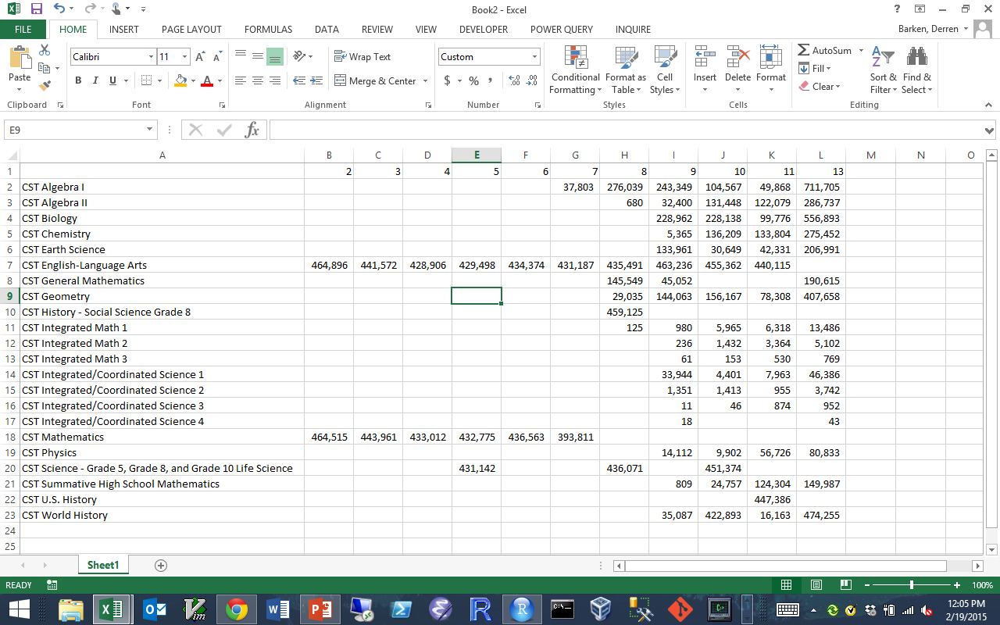 Book2 - Excel
?
FILE HOME INSERT PAGE LAYOUT FORMULAS DATA REVIEW VIEW DEVELOPER POWER QUERY INQUIRE Barken, Derren
Calibri 11 Wrap Text Custom AutoSum
Paste B I U Merge & Center $ % Conditional Formatting Format as Table Cell Styles Insert Delete Format Fill Clear Sort & Filter Find & Select
Clipboard Font Alignment Number Styles Cells Editing
E9 fx
A B C D E F G H I J K L M N O
1 2 3 4 5 6 7 8 9 10 11 13
2 CST Algebra I 37,803 276,039 243,349 104,567 49,868 711,705
3 CST Algebra II 680 32,400 131,448 122,079 286,737
4 CST Biology 228,962 228,138 99,776 556,893
5 CST Chemistry 5,365 136,209 133,804 275,452
6 CST Earth Science 133,961 30,649 42,331 206,991
7 CST English-Language Arts 464,896 441,572 428,906 429,498 434,374 431,187 435,491 463,236 455,362 440,115
8 CST General Mathematics 145,549 45,052 190,615
9 CST Geometry 29,035 144,063 156,167 78,308 407,658
10 CST History - Social Science Grade 8 459,125
11 CST Integrated Math 1 125 980 5,965 6,318 13,486
12 CST Integrated Math 2 236 1,432 3,364 5,102
13 CST Integrated Math 3 61 153 530 769
14 CST Integrated/Coordinated Science 1 33,944 4,401 7,963 46,386
15 CST Integrated/Coordinated Science 2 1,351 1,413 955 3,742
16 CST Integrated/Coordinated Science 3 11 46 874 952
17 CST Integrated/Coordinated Science 4 18 43
18 CST Mathematics 464,515 443,961 433,012 432,775 436,563 393,811
19 CST Physics 14,112 9,902 56,726 80,833
20 CST Science - Grade 5, Grade 8, and Grade 10 Life Science 431,142 436,071 451,374
21 CST Summative High School Mathematics 809 24,757 124,304 149,987
22 CST U.S. History 447,386
23 CST World History 35,087 422,893 16,163 474,255
24
25
Sheet1
READY 100%
12:05 PM
2/19/2015